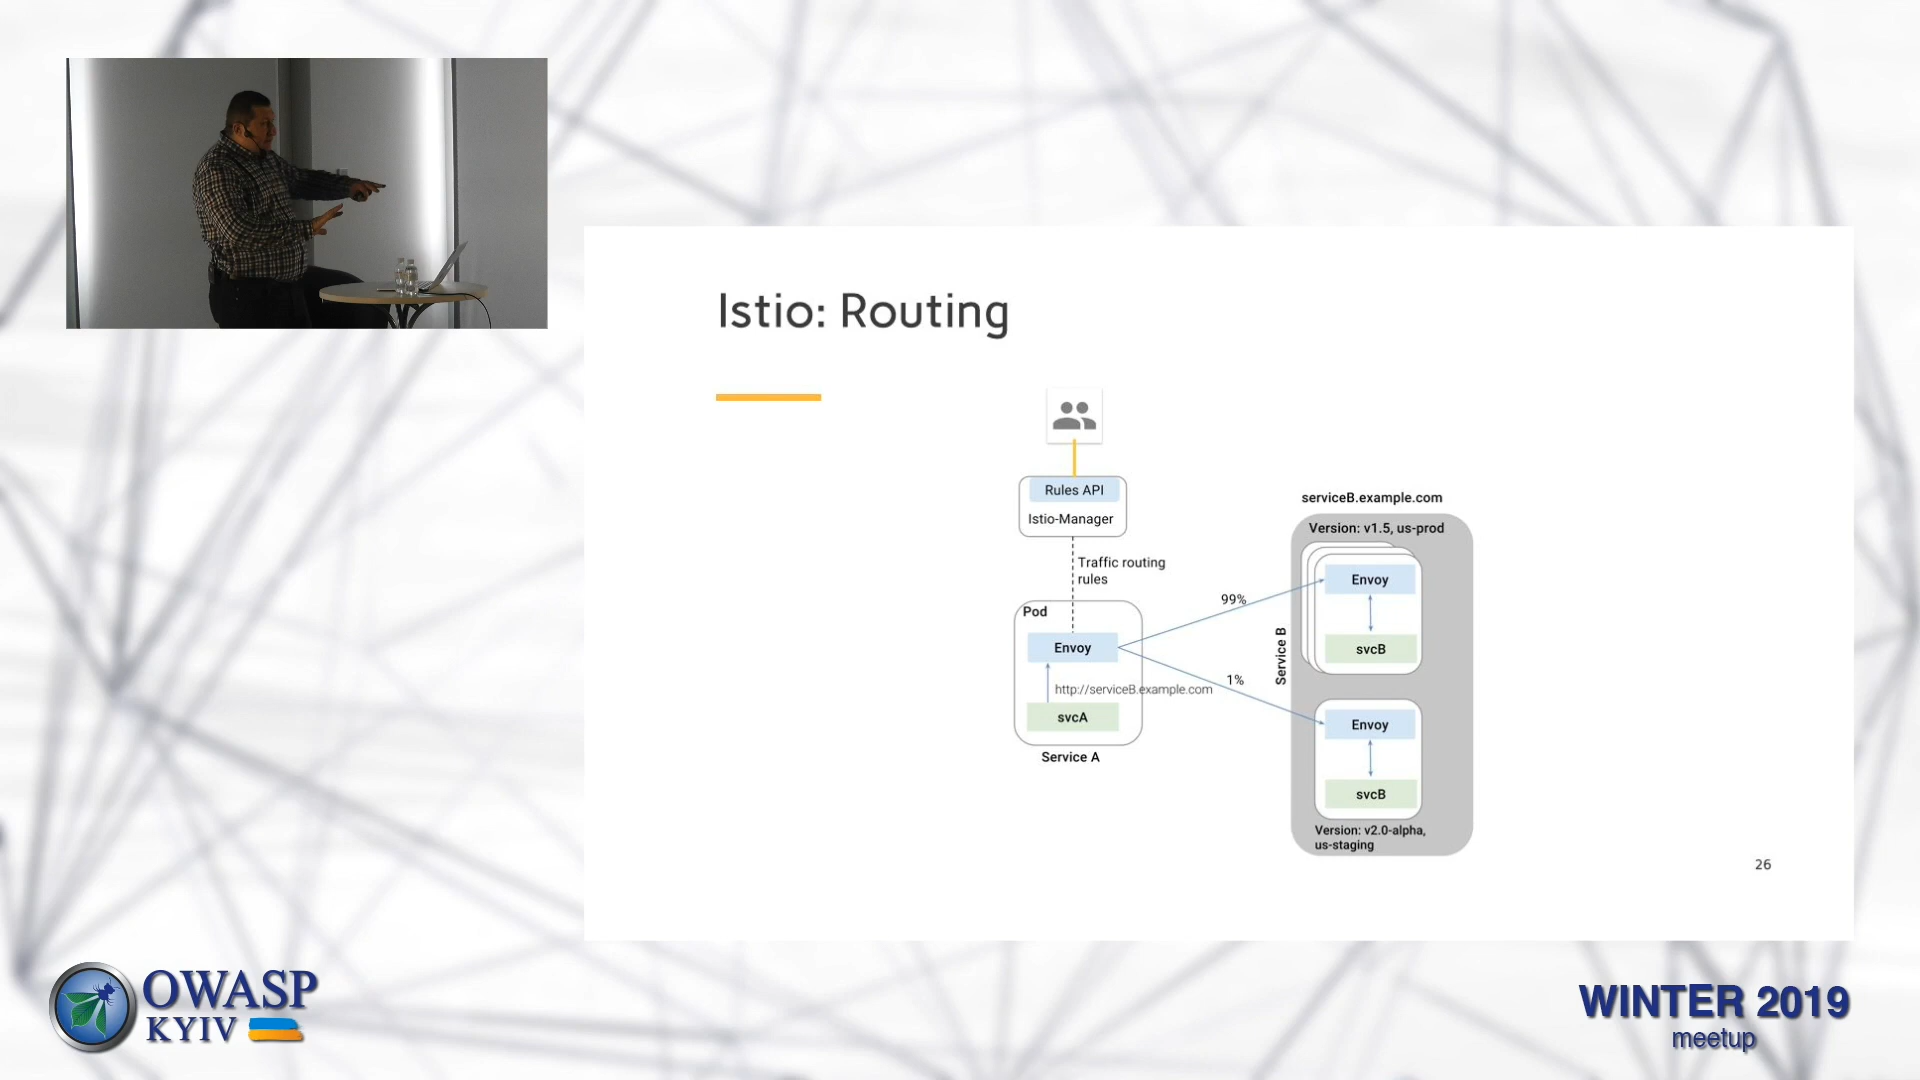 Istio: Routing
Rules API
Istio-Manager
Traffic routing
rules
Pod
Envoy
http://serviceB.example.com
svcA
Service A
99%
1%
serviceB.example.com
Version: v1.5, us-prod
Service B
Envoy
svcB
Envoy
svcB
Version: v2.0-alpha,
us-staging
26
OWASP
KYIV
WINTER 2019
meetup